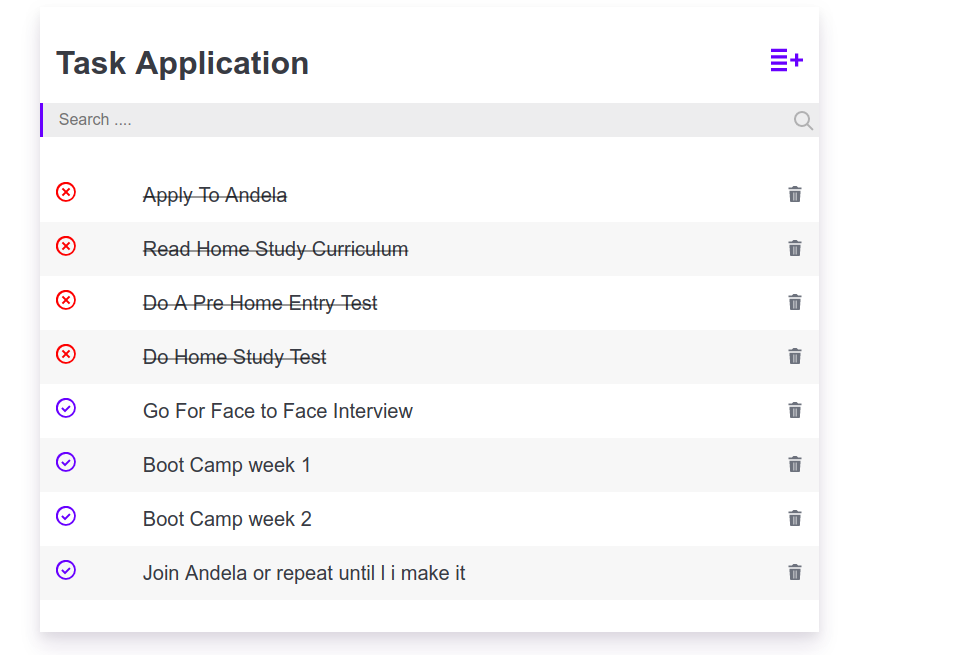 Task Application
Search ....
Apply To Andela
Read Home Study Curriculum
Do A Pre Home Entry Test
Do Home Study Test
Go For Face to Face Interview
Boot Camp week 1
Boot Camp week 2
Join Andela or repeat until I i make it